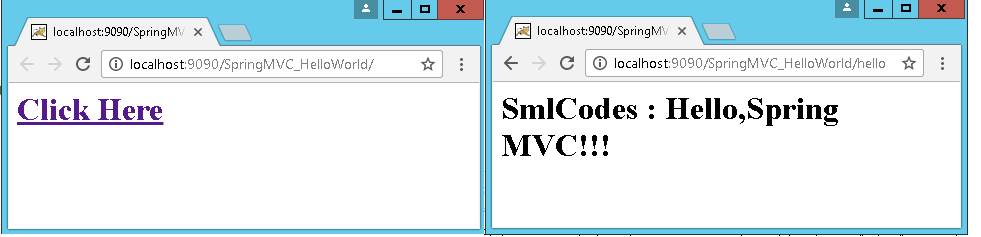 localhost:9090/SpringMV
localhost:9090/SpringMVC_HelloWorld/
Click Here
localhost:9090/SpringMV
localhost:9090/SpringMVC_HelloWorld/hello
SmlCodes : Hello,Spring
MVC!!!